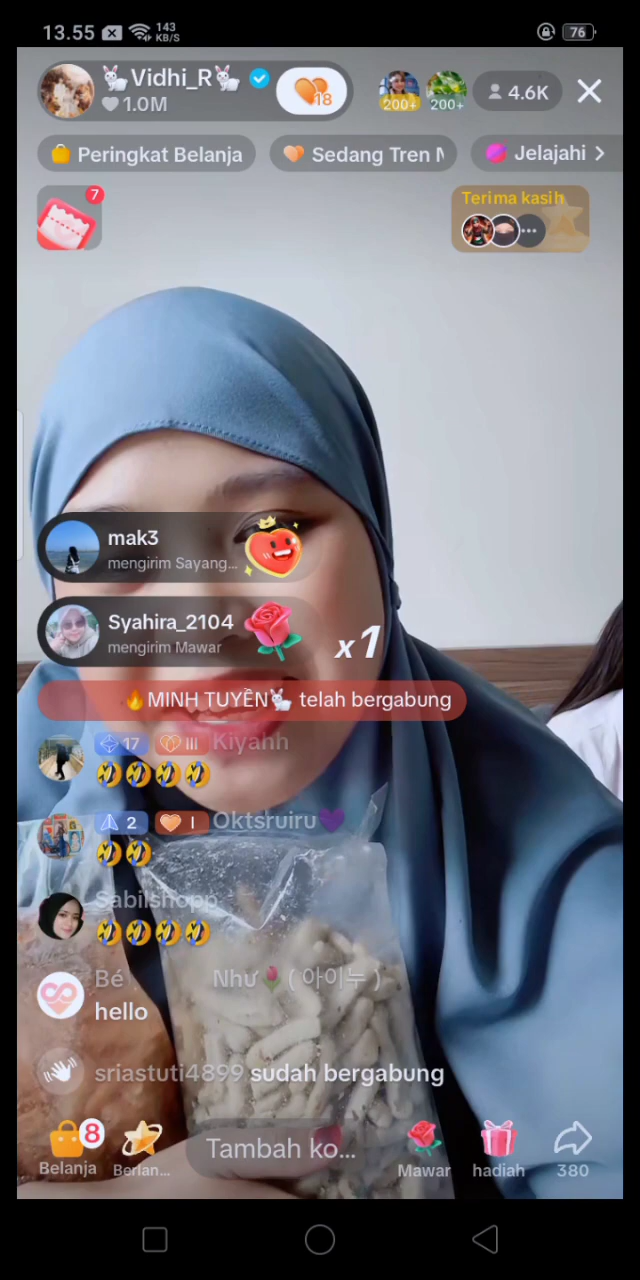 13.55
143
KB/S
76
Vidhi_R
1.0M
18
200+
200+
4.6K
Peringkat Belanja
Sedang Tren
Jelajahi
7
Terima kasih
mak3
mengirim Sayang...
Syahira_2104
mengirim Mawar
x1
MINH TUYỀN telah bergabung
17
III
Kiyahh
2
I
Oktsruiru
Sabilshopp
Bé Như (아이누)
hello
sriastuti4899 sudah bergabung
8
Belanja
Berlan...
Tambah ko...
Mawar
hadiah
380